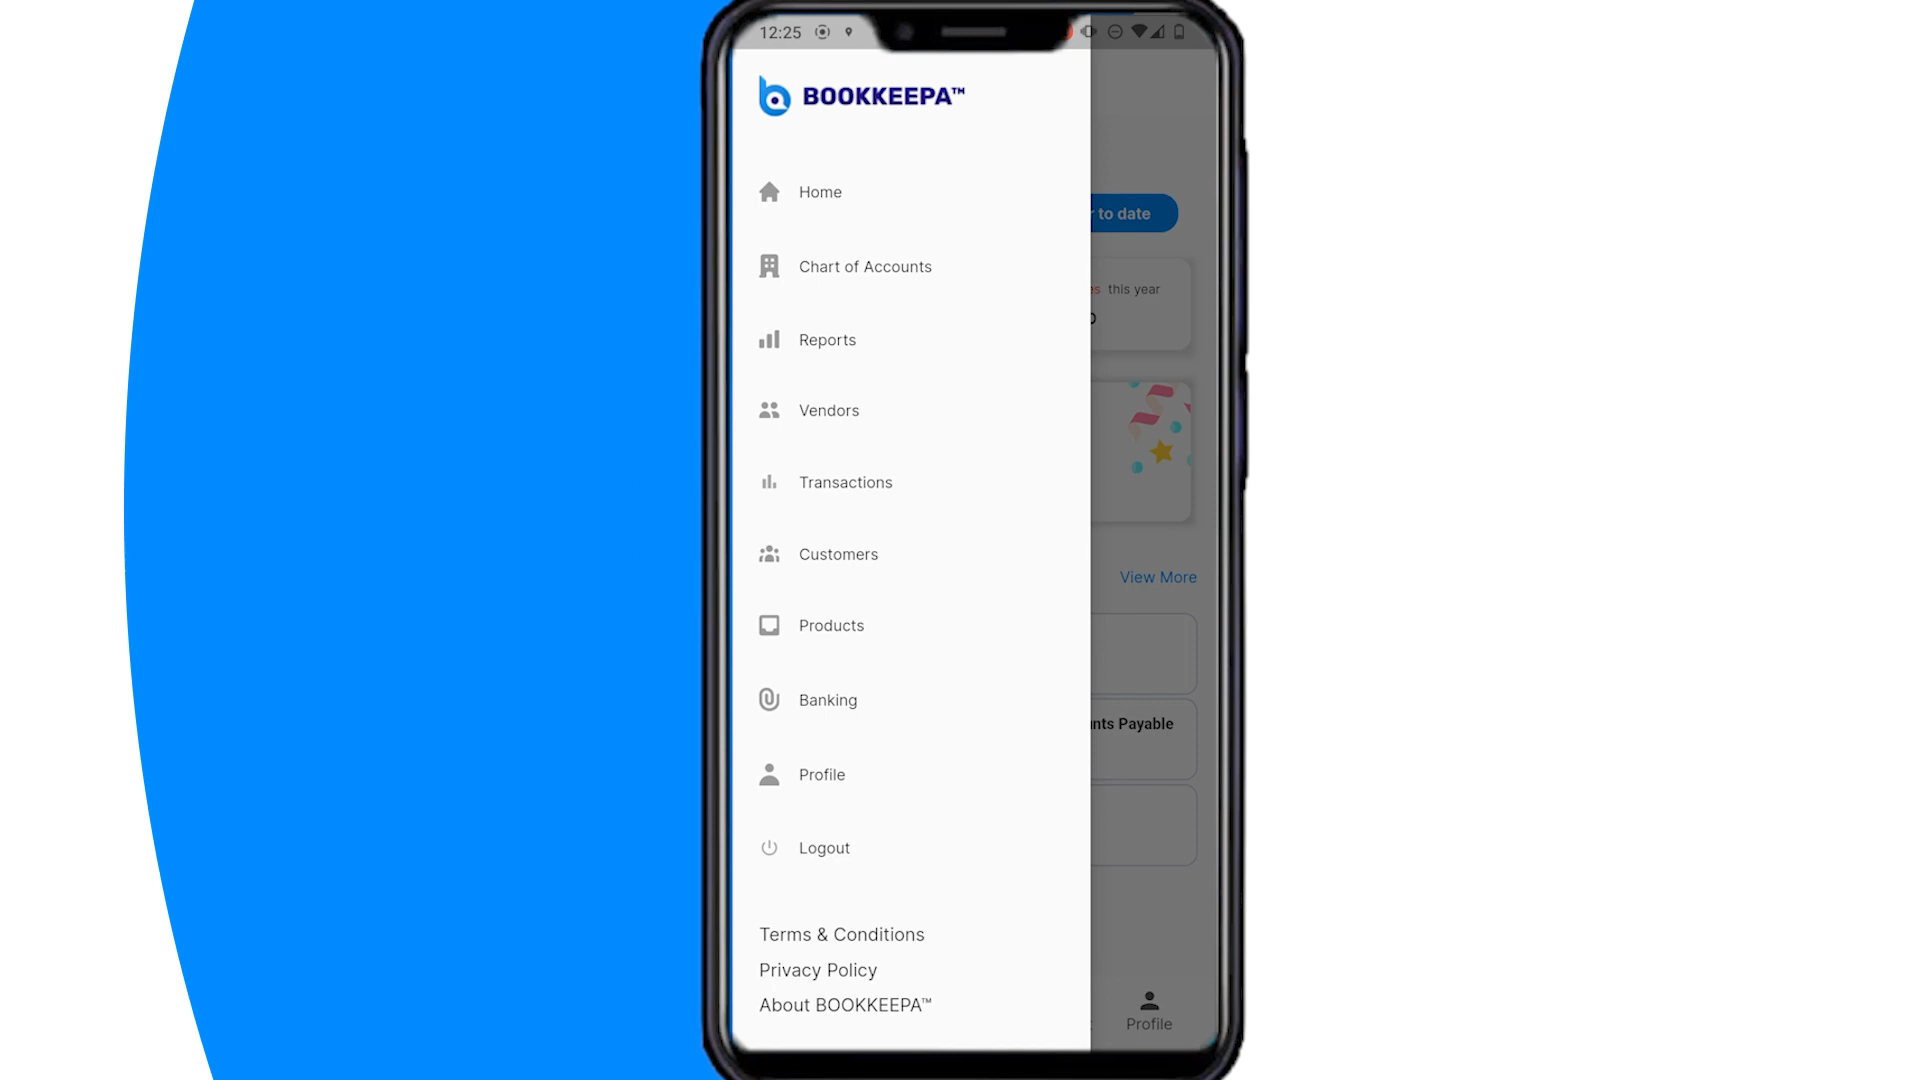 12:25
BOOKKEEPA™
Home
to date
Chart of Accounts
this year
Reports
Vendors
Transactions
Customers
View More
Products
Banking
Payable
Profile
Logout
Terms & Conditions
Privacy Policy
About BOOKKEEPA™
Profile